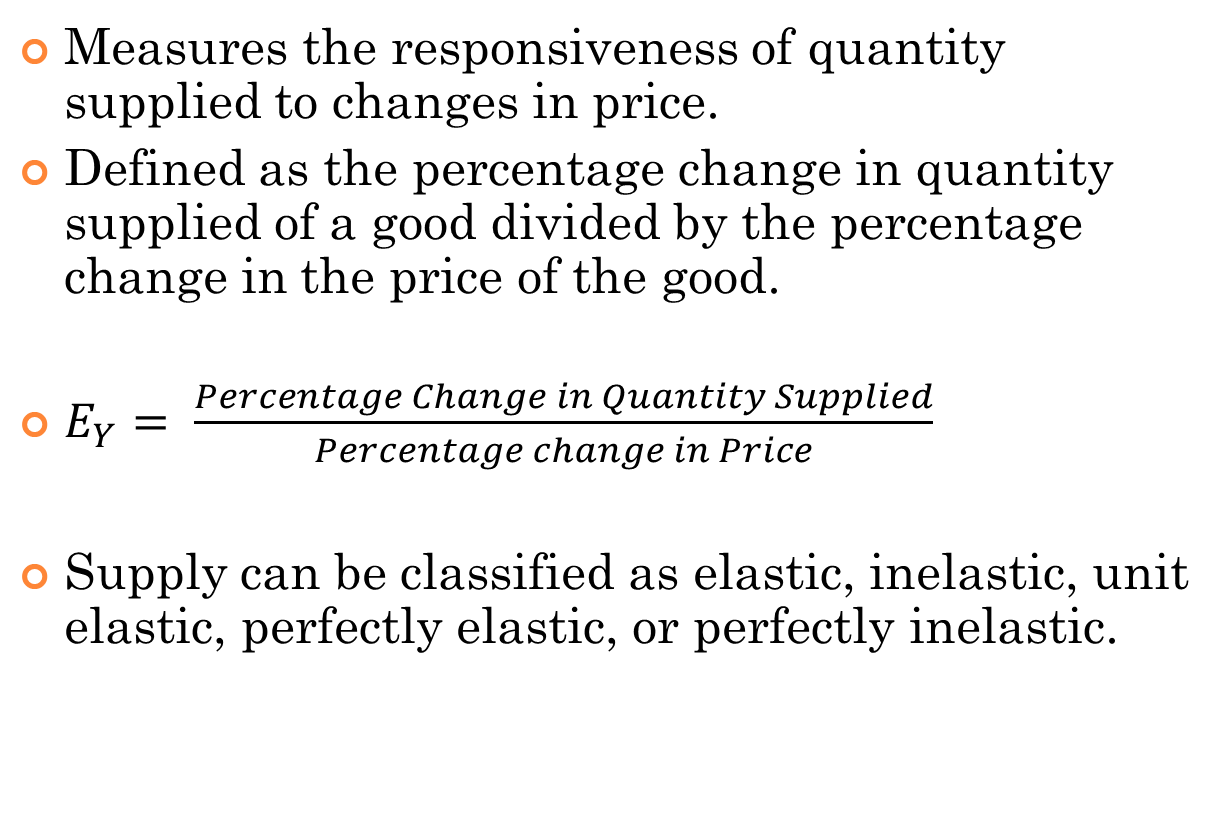 Measures the responsiveness of quantity
supplied to changes in price.
Defined as the percentage change in quantity
supplied of a good divided by the percentage
change in the price of the good.
E_Y = \frac{Percentage Change in Quantity Supplied}{Percentage change in Price}
Supply can be classified as elastic, inelastic, unit
elastic, perfectly elastic, or perfectly inelastic.